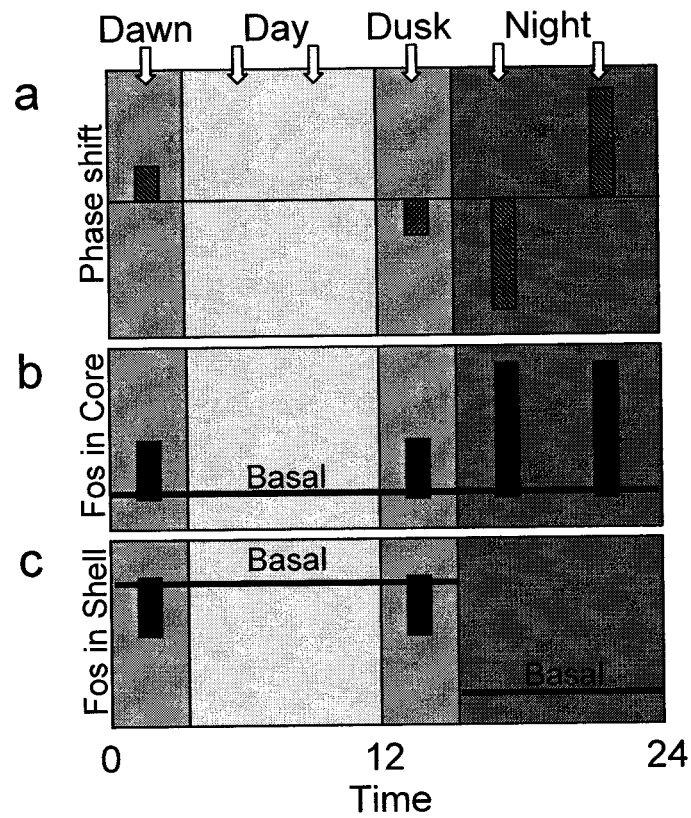 Dawn Day Dusk Night
a
Phase shift
b
Fos in Core
Basal
c
Fos in Shell
Basal
Basal
0 12 24
Time